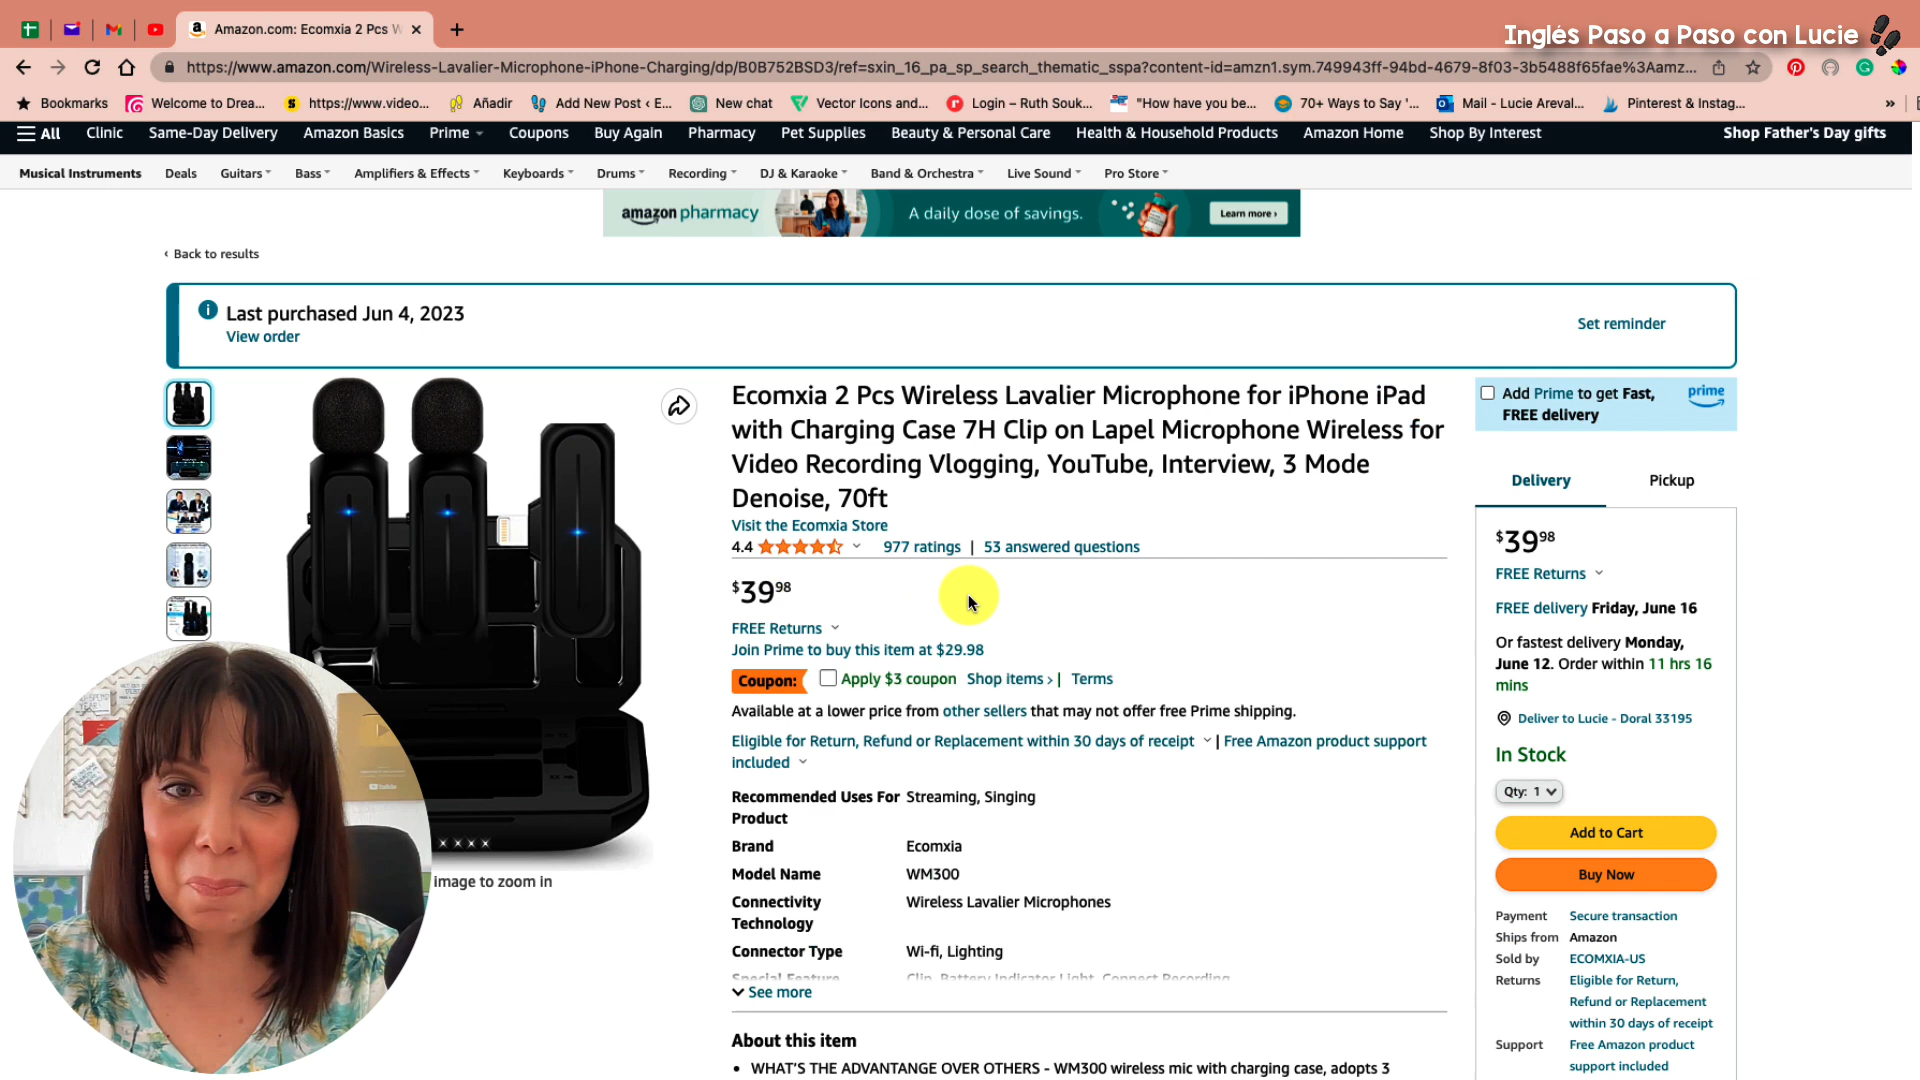 Amazon.com: Ecomxia 2 Pcs W
Inglés Paso a Paso con Lucie
https://www.amazon.com/Wireless-Lavalier-Microphone-iPhone-Charging/dp/B0B752BSD3/ref=sxin_16_pa_sp_search_thematic_sspa?content-id=amzn1.sym.749943ff-94bd-4679-8f03-3b5488f65fae%3Aamz...
Bookmarks Welcome to Drea... https://www.video... Añadir Add New Post ‹ E... New chat Vector Icons and... Login – Ruth Souk... "How have you be... 70+ Ways to Say '... Mail - Lucie Areval... Pinterest & Instag... »
All Clinic Same-Day Delivery Amazon Basics Prime Coupons Buy Again Pharmacy Pet Supplies Beauty & Personal Care Health & Household Products Amazon Home Shop By Interest Shop Father's Day gifts
Musical Instruments Deals Guitars Bass Amplifiers & Effects Keyboards Drums Recording DJ & Karaoke Band & Orchestra Live Sound Pro Store
amazon pharmacy A daily dose of savings. Learn more ›
‹ Back to results
Last purchased Jun 4, 2023
View order
Set reminder
Ecomxia 2 Pcs Wireless Lavalier Microphone for iPhone iPad
with Charging Case 7H Clip on Lapel Microphone Wireless for
Video Recording Vlogging, YouTube, Interview, 3 Mode
Denoise, 70ft
Visit the Ecomxia Store
4.4 977 ratings | 53 answered questions
$39 98
FREE Returns
Join Prime to buy this item at $29.98
Coupon: Apply $3 coupon Shop items › | Terms
Available at a lower price from other sellers that may not offer free Prime shipping.
Eligible for Return, Refund or Replacement within 30 days of receipt | Free Amazon product support
included
Recommended Uses For Streaming, Singing
Product
Brand Ecomxia
Model Name WM300
Connectivity Wireless Lavalier Microphones
Technology
Connector Type Wi-fi, Lighting
Special Feature Clip, Battery Indicator Light, Connect Recording
See more
About this item
• WHAT'S THE ADVANTANGE OVER OTHERS - WM300 wireless mic with charging case, adopts 3
image to zoom in
Add Prime to get Fast,
FREE delivery
prime
Delivery Pickup
$39 98
FREE Returns
FREE delivery Friday, June 16
Or fastest delivery Monday,
June 12. Order within 11 hrs 16
mins
Deliver to Lucie - Doral 33195
In Stock
Qty: 1
Add to Cart
Buy Now
Payment Secure transaction
Ships from Amazon
Sold by ECOMXIA-US
Returns Eligible for Return,
Refund or Replacement
within 30 days of receipt
Support Free Amazon product
support included